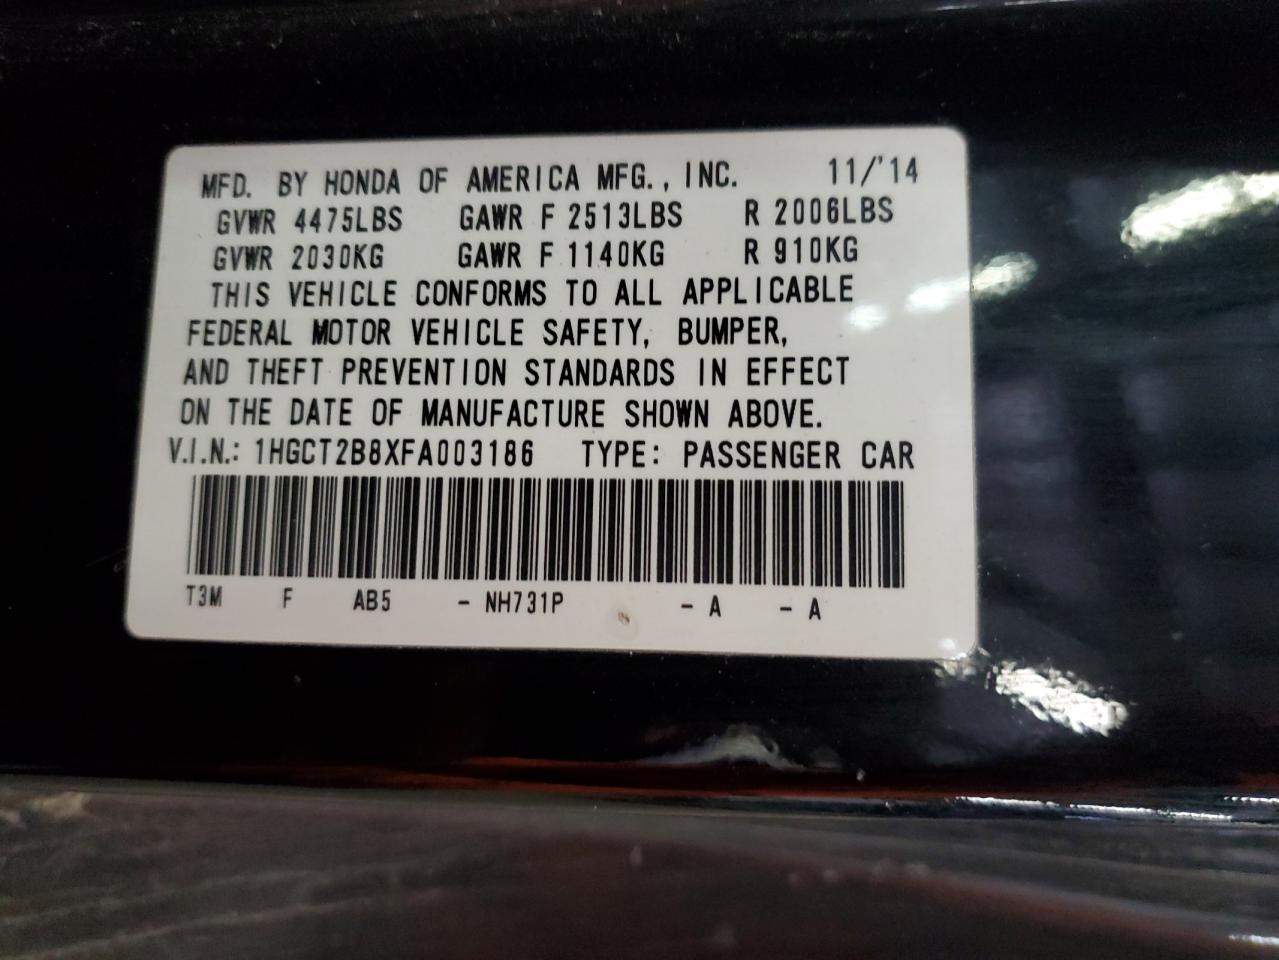 MFD. BY HONDA OF AMERICA MFG., INC. 11/'14
GVWR 4475LBS GAWR F 2513LBS R 2006LBS
GVWR 2030KG GAWR F 1140KG R 910KG
THIS VEHICLE CONFORMS TO ALL APPLICABLE
FEDERAL MOTOR VEHICLE SAFETY, BUMPER,
AND THEFT PREVENTION STANDARDS IN EFFECT
ON THE DATE OF MANUFACTURE SHOWN ABOVE.
V.I.N.: 1HGCT2B8XFA003186 TYPE: PASSENGER CAR
T3M F AB5 - NH731P - A - A